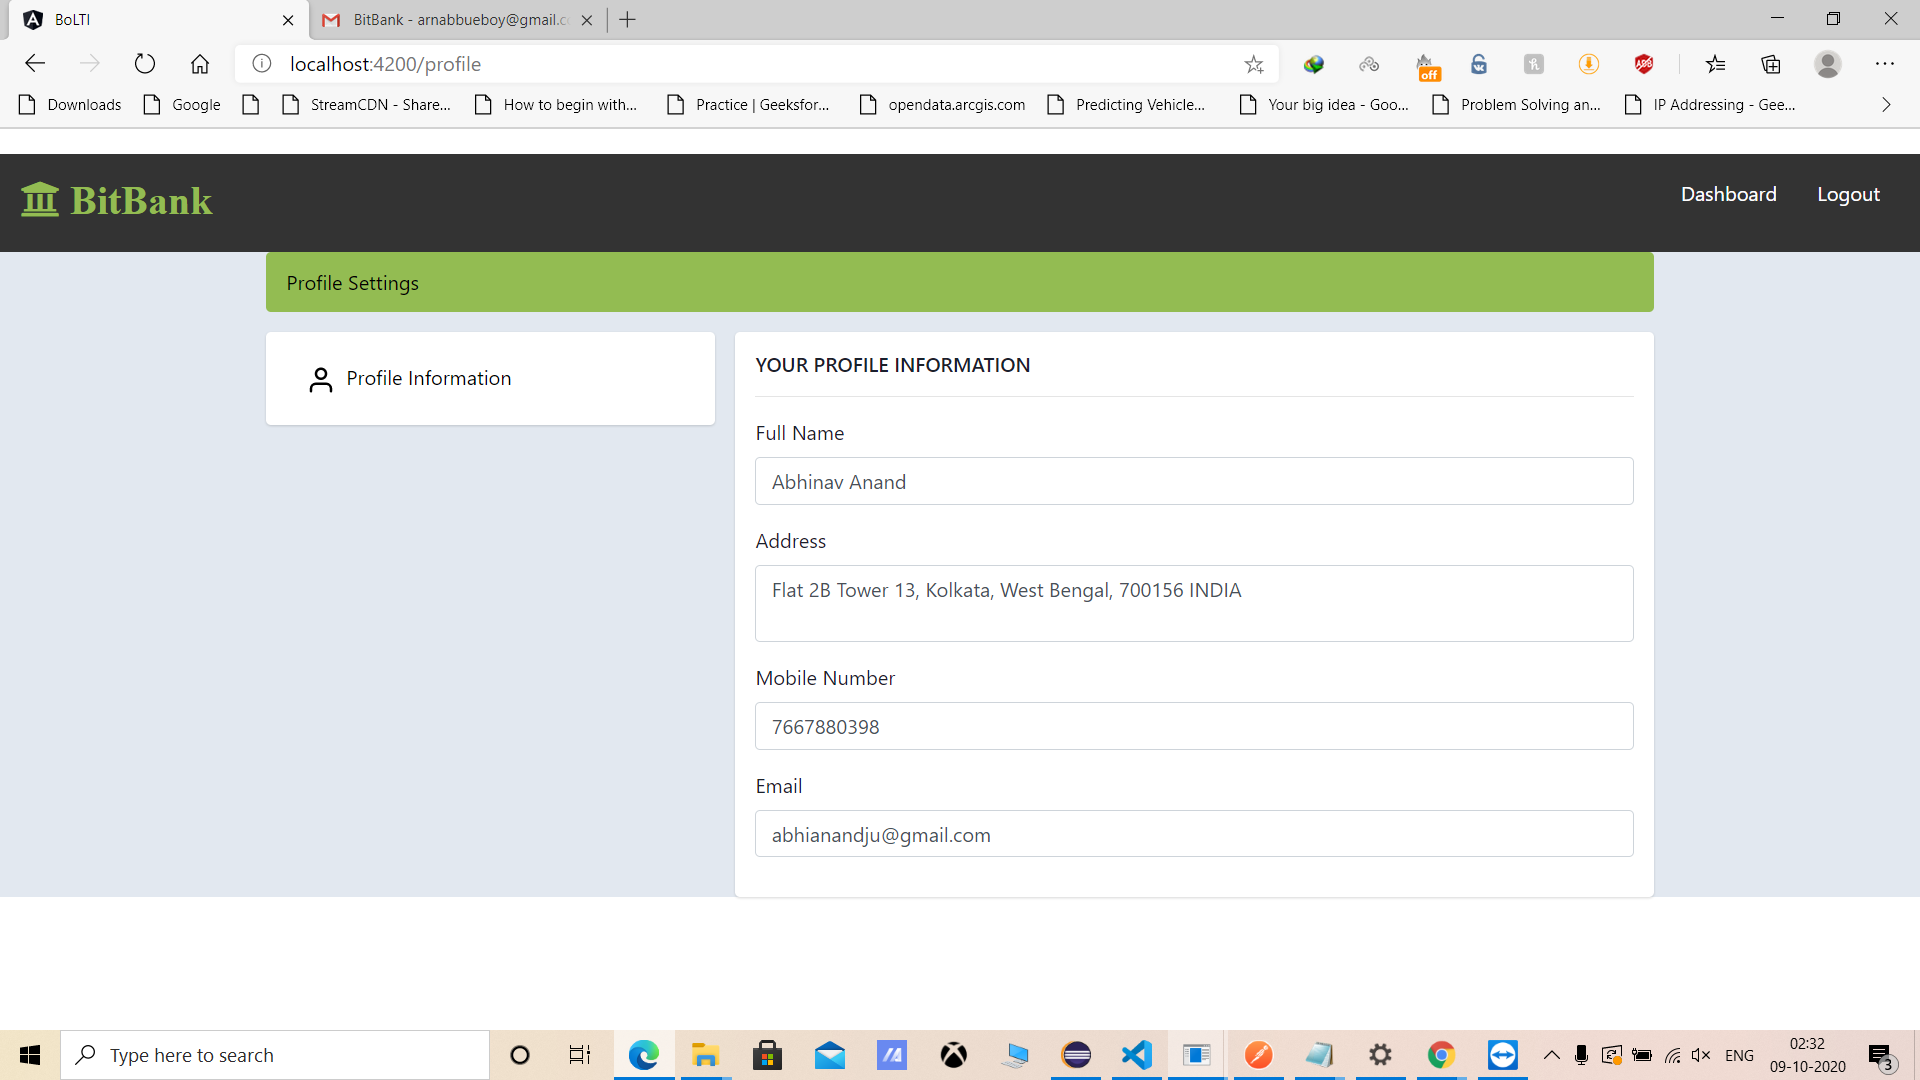 BoLTI
BitBank - arnabbueboy@gmail.c
localhost:4200/profile
off
Downloads
Google
StreamCDN - Share...
How to begin with...
Practice | Geeksfor...
opendata.arcgis.com
Predicting Vehicle...
Your big idea - Goo...
Problem Solving an...
IP Addressing - Gee...
BitBank
Dashboard
Logout
Profile Settings
Profile Information
YOUR PROFILE INFORMATION
Full Name
Abhinav Anand
Address
Flat 2B Tower 13, Kolkata, West Bengal, 700156 INDIA
Mobile Number
7667880398
Email
abhianandju@gmail.com
Type here to search
ENG
02:32
09-10-2020
3